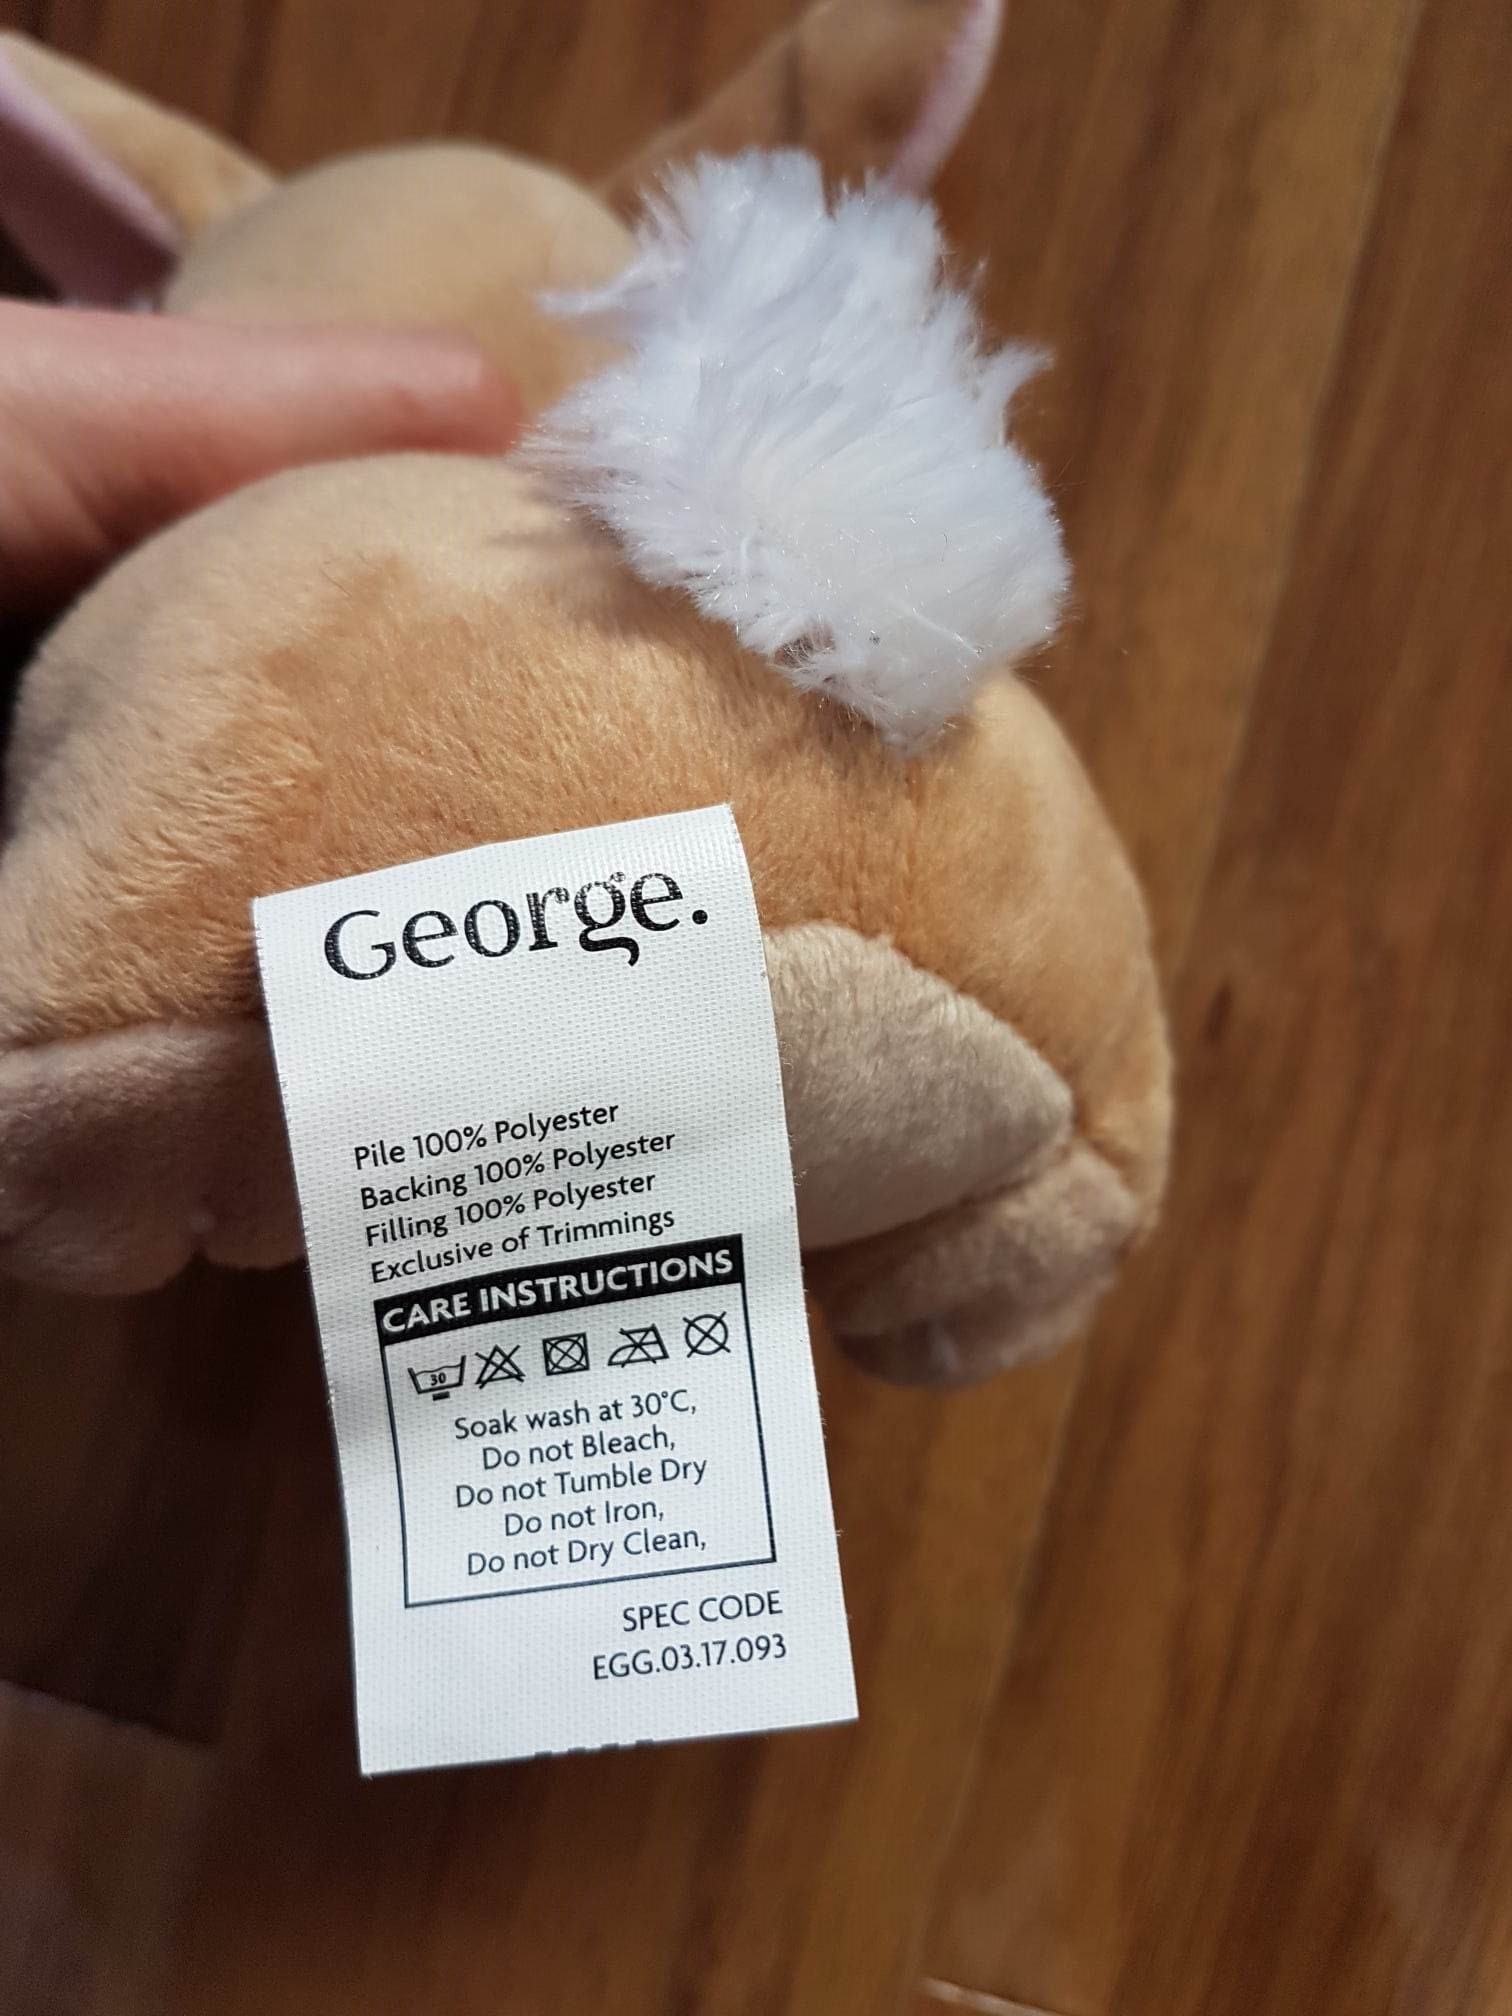 George.
Pile 100% Polyester
Backing 100% Polyester
Filling 100% Polyester
Exclusive of Trimmings
CARE INSTRUCTIONS
30
Soak wash at 30°C,
Do not Bleach,
Do not Tumble Dry
Do not Iron,
Do not Dry Clean,
SPEC CODE
EGG.03.17.093